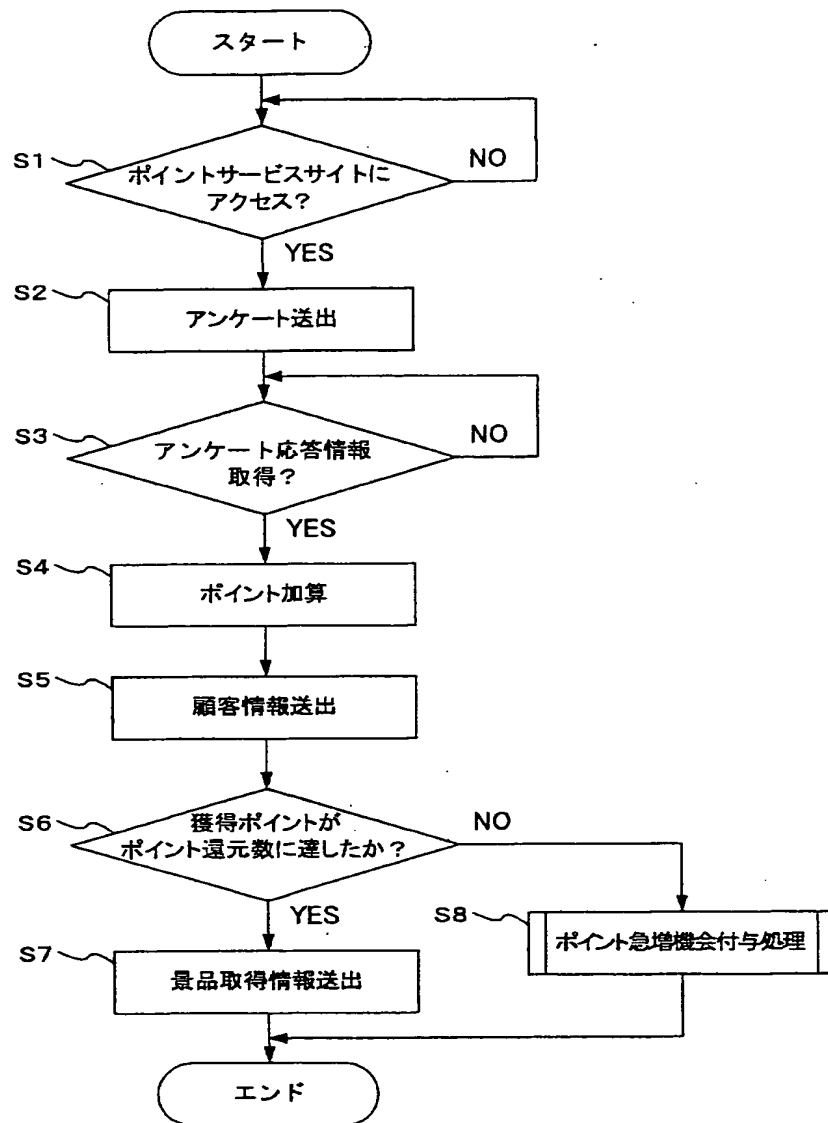 スタート
S1
ポイントサービスサイトに
アクセス?
NO
YES
S2
アンケート送出
S3
アンケート応答情報
取得?
NO
YES
S4
ポイント加算
S5
顧客情報送出
S6
獲得ポイントが
ポイント還元数に達したか?
NO
YES
S7
景品取得情報送出
S8
ポイント急増機会付与処理
エンド